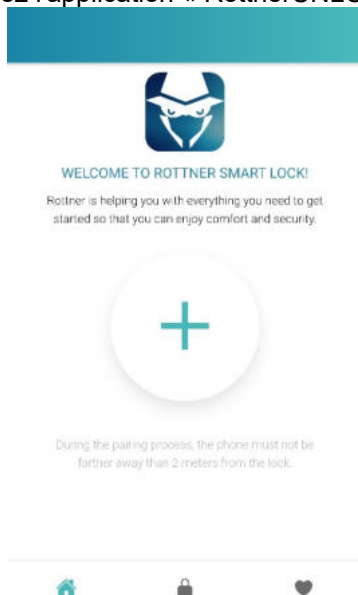 WELCOME TO ROTTNER SMART LOCK!
Rottner is helping you with everything you need to get
started so that you can enjoy comfort and security.
During the pairing process, the phone must not be
farther away than 2 meters from the lock.